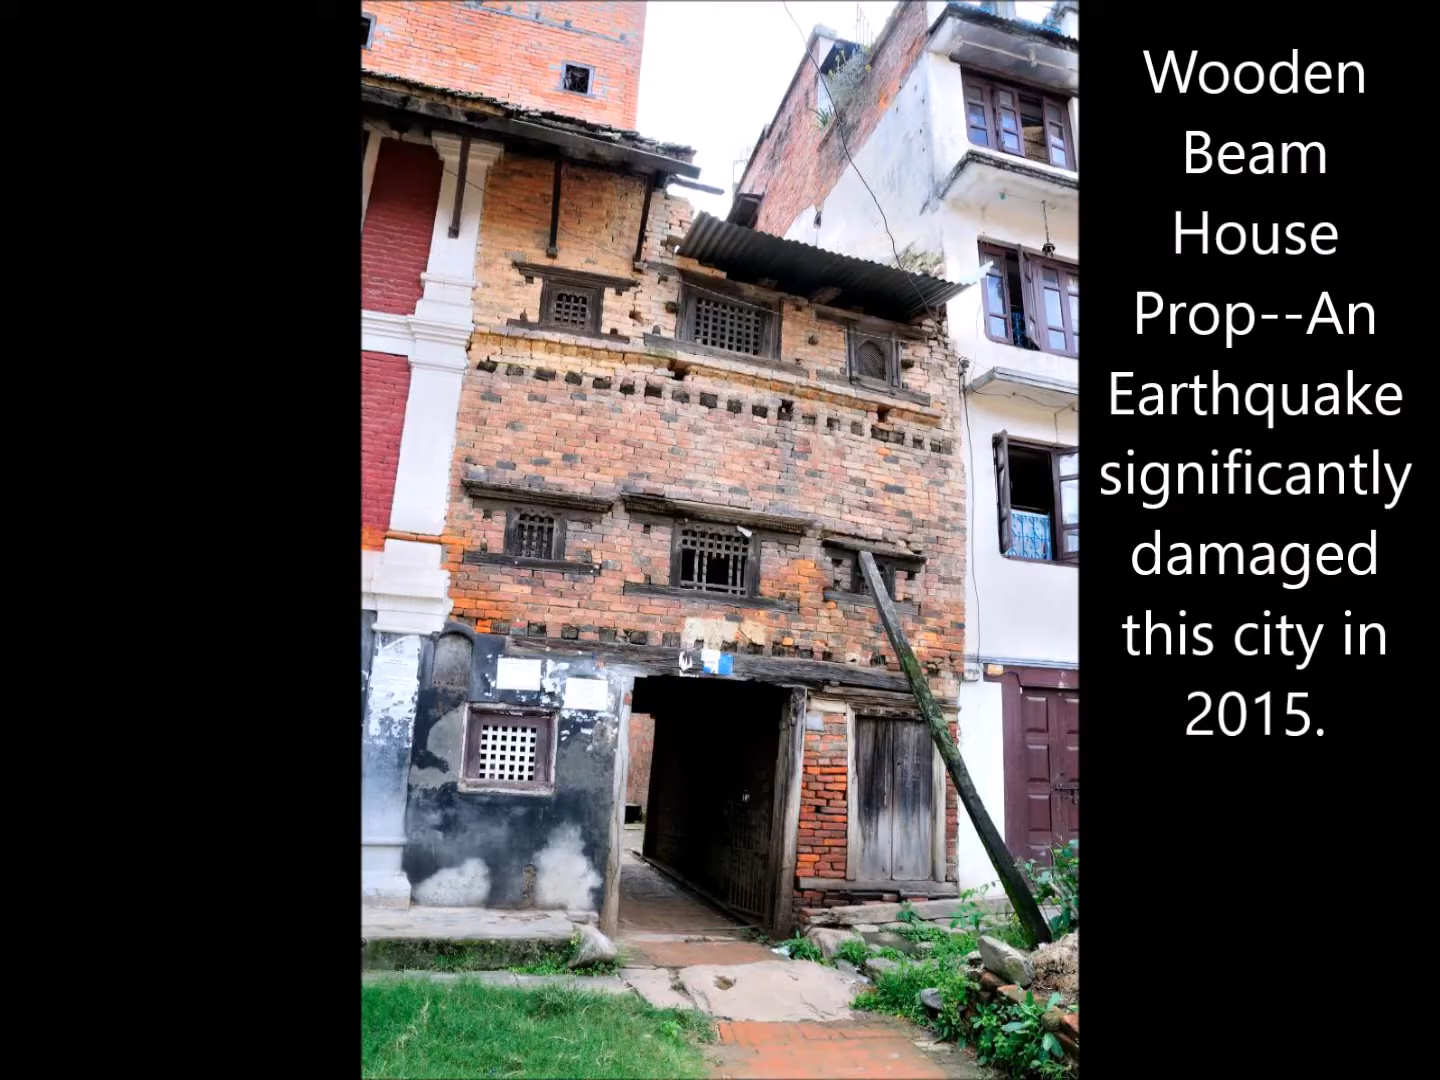 Wooden
Beam
House
Prop--An
Earthquake
significantly
damaged
this city in
2015.